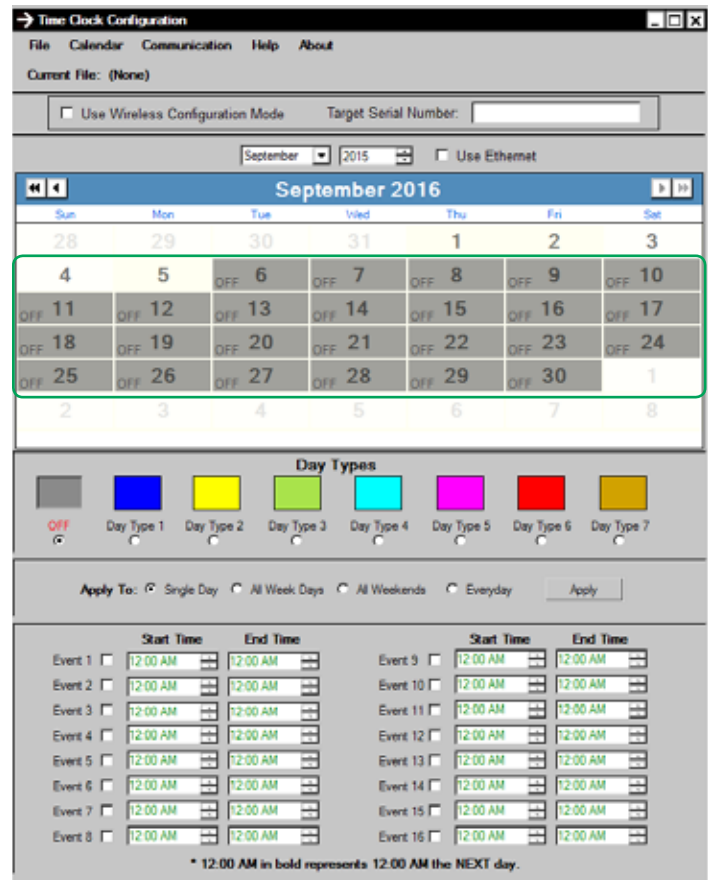 Time Clock Configuration
File Calendar Communication Help About
Current File: (None)
Use Wireless Configuration Mode Target Serial Number:
September 2015 Use Ethernet
September 2016
Sun Mon Tue Wed Thu Fri Sat
28 29 30 31 1 2 3
4 5 OFF 6 OFF 7 OFF 8 OFF 9 OFF 10
OFF 11 OFF 12 OFF 13 OFF 14 OFF 15 OFF 16 OFF 17
OFF 18 OFF 19 OFF 20 OFF 21 OFF 22 OFF 23 OFF 24
OFF 25 OFF 26 OFF 27 OFF 28 OFF 29 OFF 30 1
2 3 4 5 6 7 8
Day Types
OFF Day Type 1 Day Type 2 Day Type 3 Day Type 4 Day Type 5 Day Type 6 Day Type 7
Apply To: Single Day All Week Days All Weekends Everyday Apply
Start Time End Time Start Time End Time
Event 1 12:00 AM 12:00 AM Event 9 12:00 AM 12:00 AM
Event 2 12:00 AM 12:00 AM Event 10 12:00 AM 12:00 AM
Event 3 12:00 AM 12:00 AM Event 11 12:00 AM 12:00 AM
Event 4 12:00 AM 12:00 AM Event 12 12:00 AM 12:00 AM
Event 5 12:00 AM 12:00 AM Event 13 12:00 AM 12:00 AM
Event 6 12:00 AM 12:00 AM Event 14 12:00 AM 12:00 AM
Event 7 12:00 AM 12:00 AM Event 15 12:00 AM 12:00 AM
Event 8 12:00 AM 12:00 AM Event 16 12:00 AM 12:00 AM
* 12:00 AM in bold represents 12:00 AM the NEXT day.